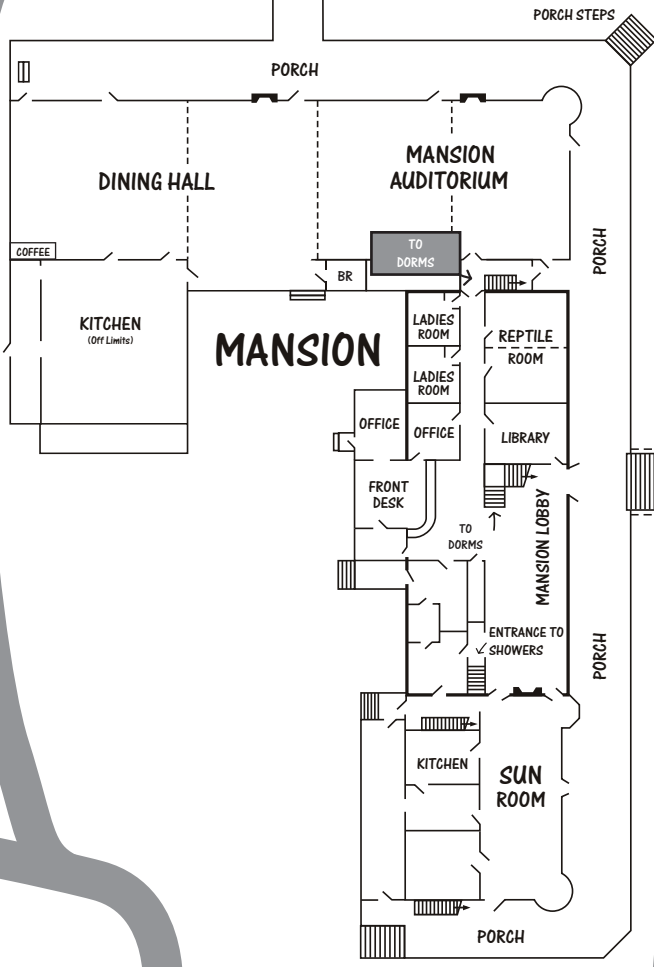 PORCH STEPS
PORCH
DINING HALL
MANSION
AUDITORIUM
PORCH
COFFEE
TO
DORMS
BR
KITCHEN
(Off Limits)
MANSION
LADIES
ROOM
REPTILE
ROOM
LADIES
ROOM
OFFICE
OFFICE
LIBRARY
FRONT
DESK
MANSION LOBBY
TO
DORMS
ENTRANCE TO
SHOWERS
PORCH
KITCHEN
SUN
ROOM
PORCH